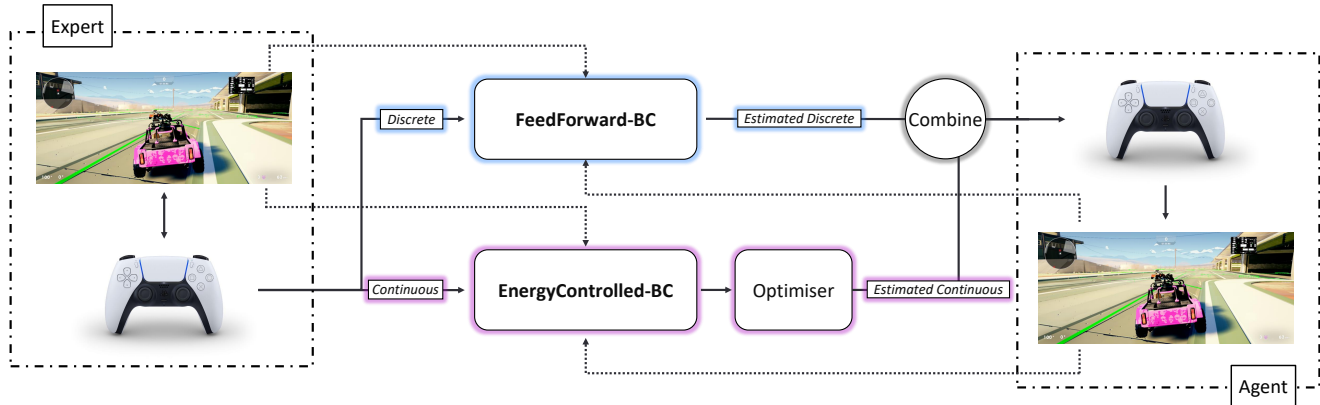 Expert
Discrete
FeedForward-BC
Estimated Discrete
Combine
Continuous
EnergyControlled-BC
Optimiser
Estimated Continuous
Agent